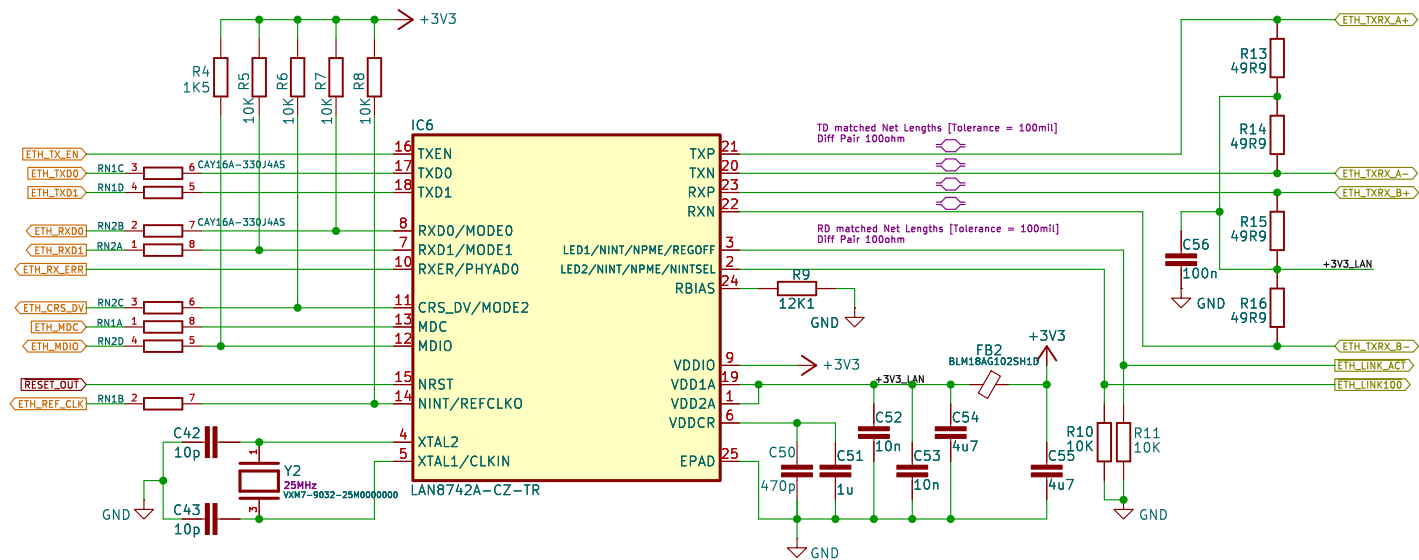 +3V3
ETH_TXRX_A+
R4
1K5
R5
10K
R6
10K
R7
10K
R8
10K
R13
49R9
IC6
TD matched Net Lengths [Tolerance = 100mil]
Diff Pair 100ohm
R14
49R9
ETH_TX_EN
16
TXEN
TXP
21
ETH_TXD0
RN1C
3
6
CAY16A-330J4AS
17
TXD0
TXN
20
ETH_TXRX_A-
ETH_TXD1
RN1D
4
5
18
TXD1
RXP
23
ETH_TXRX_B+
RXN
22
ETH_RXD0
RN2B
2
7
CAY16A-330J4AS
8
RXD0/MODE0
RD matched Net Lengths [Tolerance = 100mil]
Diff Pair 100ohm
R15
49R9
ETH_RXD1
RN2A
1
8
7
RXD1/MODE1
LED1/NINT/NPME/REGOFF
3
C56
100n
ETH_RX_ERR
10
RXER/PHYAD0
LED2/NINT/NPME/NINTSEL
2
+3V3_LAN
RBIAS
24
R9
12K1
GND
GND
R16
49R9
ETH_CRS_DV
RN2C
3
6
11
CRS_DV/MODE2
ETH_MDC
RN1A
1
8
13
MDC
ETH_MDIO
RN2D
4
5
12
MDIO
ETH_TXRX_B-
VDDIO
9
+3V3
FB2
BLM18AG102SH1D
+3V3
ETH_LINK_ACT
RESET_OUT
15
NRST
VDD1A
19
+3V3_LAN
ETH_LINK100
ETH_REF_CLK
RN1B
2
7
14
NINT/REFCLKO
VDD2A
1
VDDCR
6
C52
10n
C54
4u7
R10
10K
R11
10K
C42
10p
4
XTAL2
5
XTAL1/CLKIN
EPAD
25
C50
470p
C51
1u
C53
10n
C55
4u7
1
Y2
25MHz
VXM7-9032-25M0000000
3
LAN8742A-CZ-TR
GND
C43
10p
GND
GND